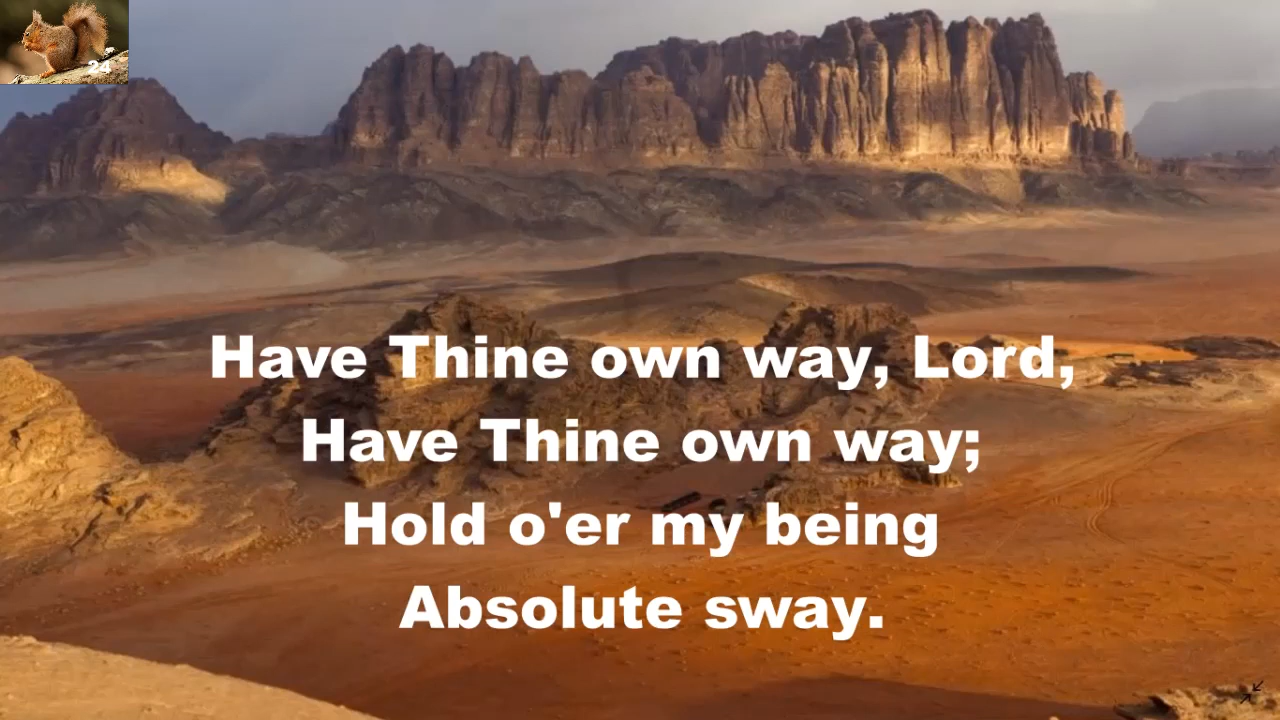 24
Have Thine own way, Lord,
Have Thine own way;
Hold o'er my being
Absolute sway.